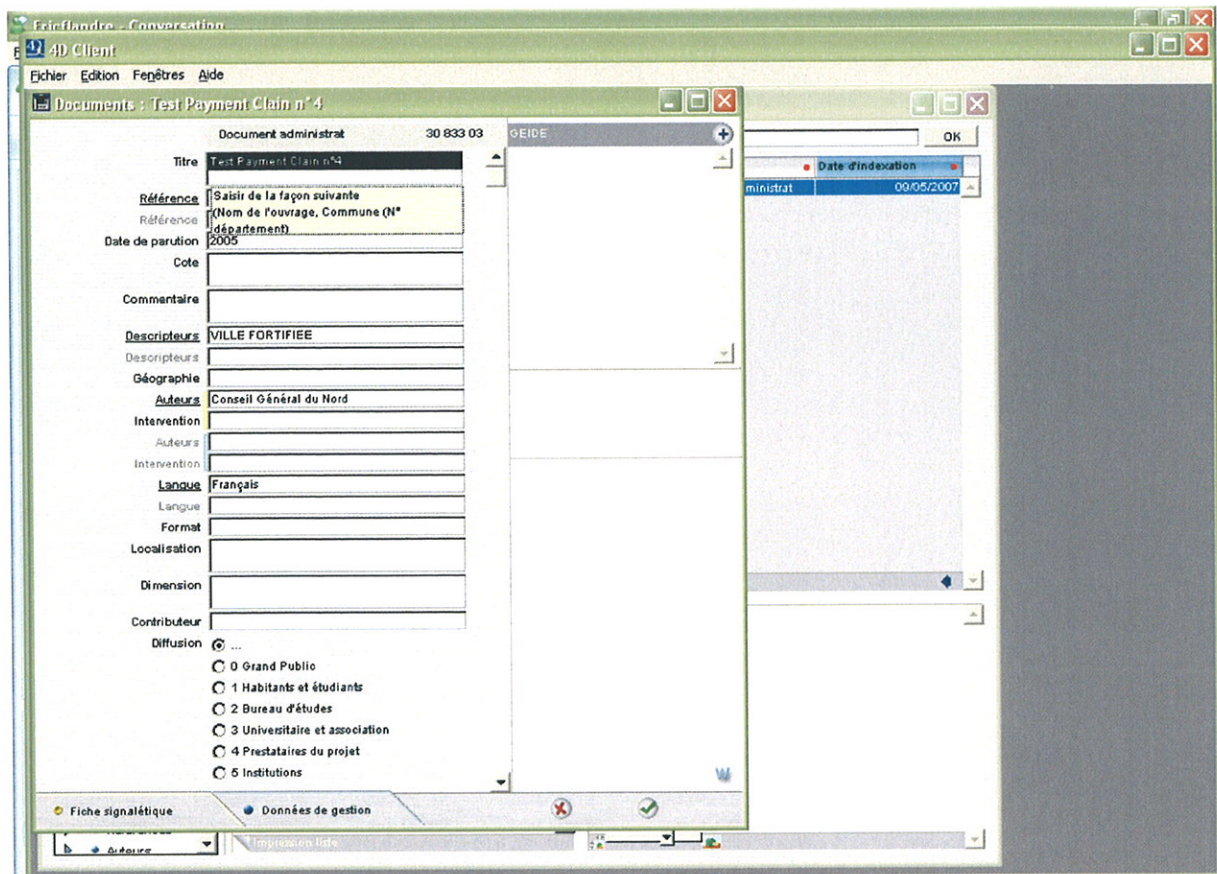 Ericflandre - Conversation
4D Client
Fichier Edition Fenêtres Aide
Documents : Test Payment Clain n°4
Document administrat 30 833 03
GEIDE
OK
Titre Test Payment Clain n°4
Date d'indexation
ministrat 09/05/2007
Référence Saisir de la façon suivante
(Nom de l'ouvrage, Commune (N°
Référence
département)
Date de parution 2005
Cote
Commentaire
Descripteurs VILLE FORTIFIEE
Descripteurs
Géographie
Auteurs Conseil Général du Nord
Intervention
Auteurs
Intervention
Langue Français
Langue
Format
Localisation
Dimension
Contributeur
Diffusion ...
0 Grand Public
1 Habitants et étudiants
2 Bureau d'études
3 Universitaire et association
4 Prestataires du projet
5 Institutions
Fiche signalétique Données de gestion
Références
Auteurs
Impression liste